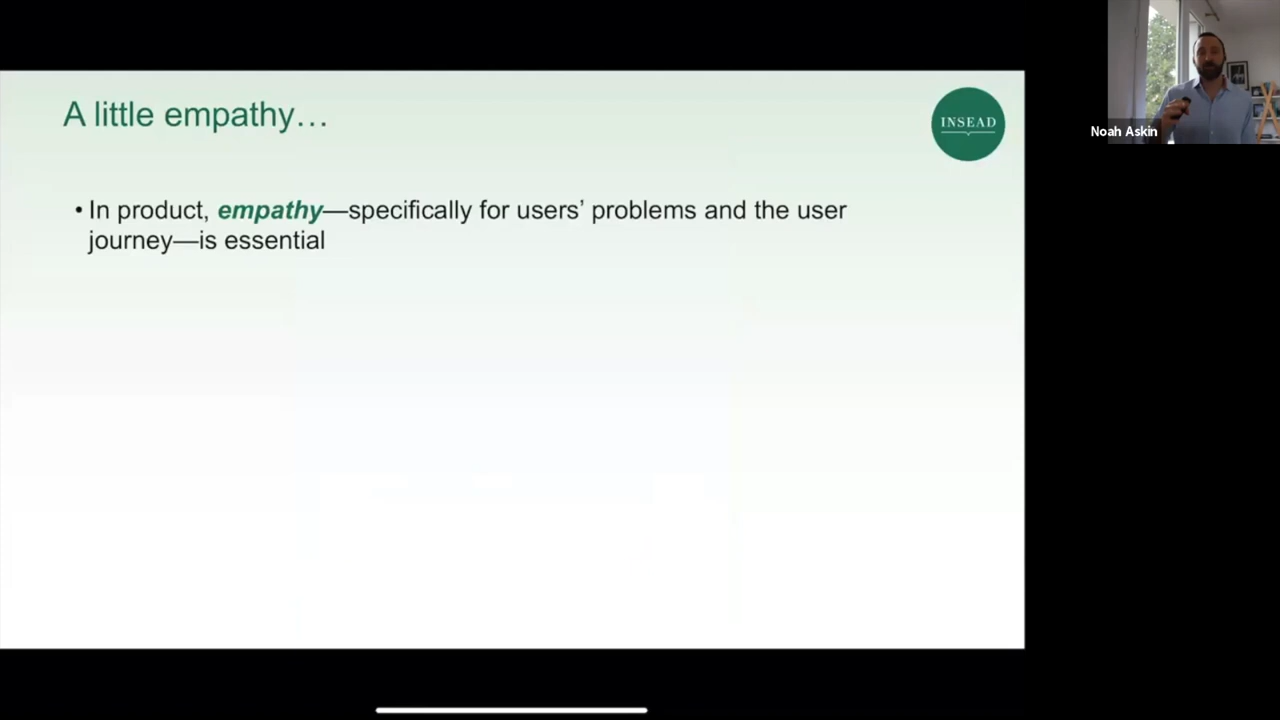 A little empathy…
INSEAD
• In product, empathy—specifically for users’ problems and the user
journey—is essential
Noah Askin